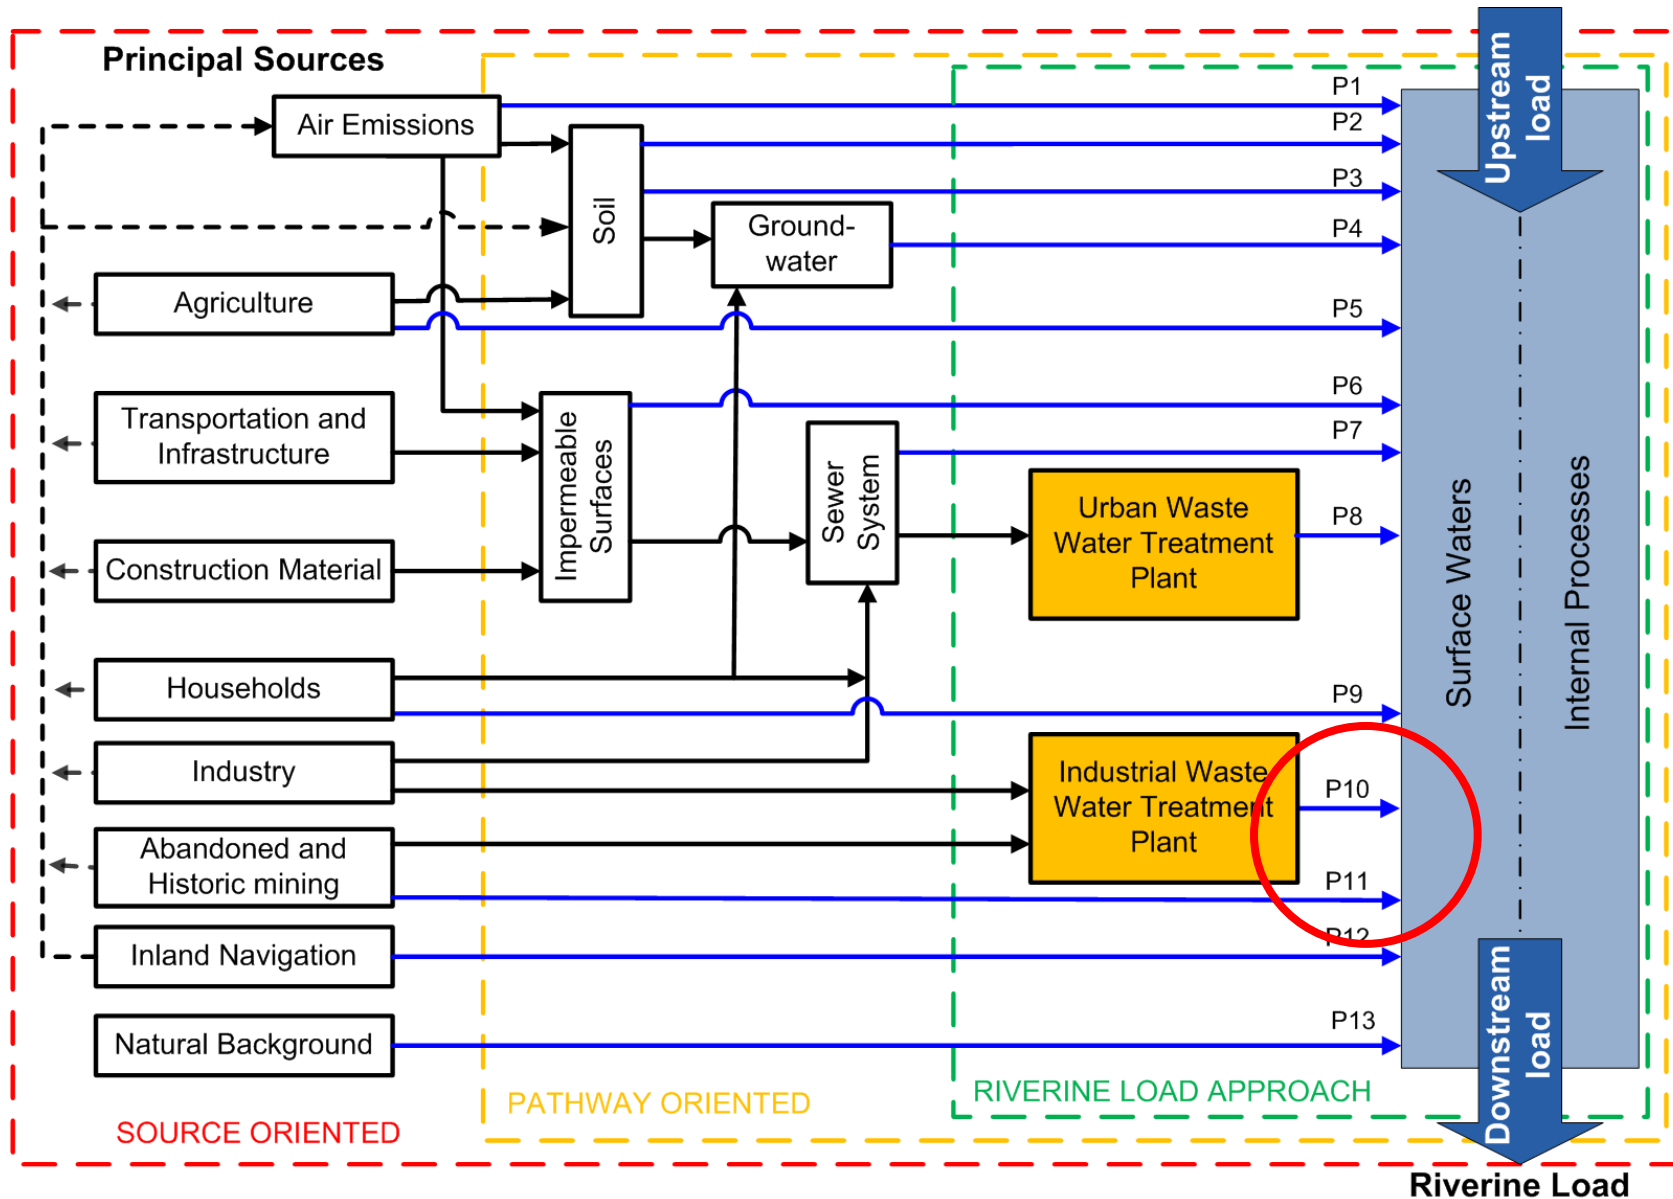 Principal Sources
Upstream
load
P1
Air Emissions
P2
P3
Soil
Ground-
water
P4
Agriculture
P5
Transportation and
Infrastructure
P6
P7
Impermeable
Surfaces
Sewer
System
Urban Waste
Water Treatment
Plant
P8
Surface Waters
Internal Processes
Construction Material
Households
P9
Industry
Industrial Waste
Water Treatment
Plant
P10
Abandoned and
Historic mining
P11
Inland Navigation
P12
Natural Background
P13
Downstream
load
RIVERINE LOAD APPROACH
PATHWAY ORIENTED
SOURCE ORIENTED
Riverine Load